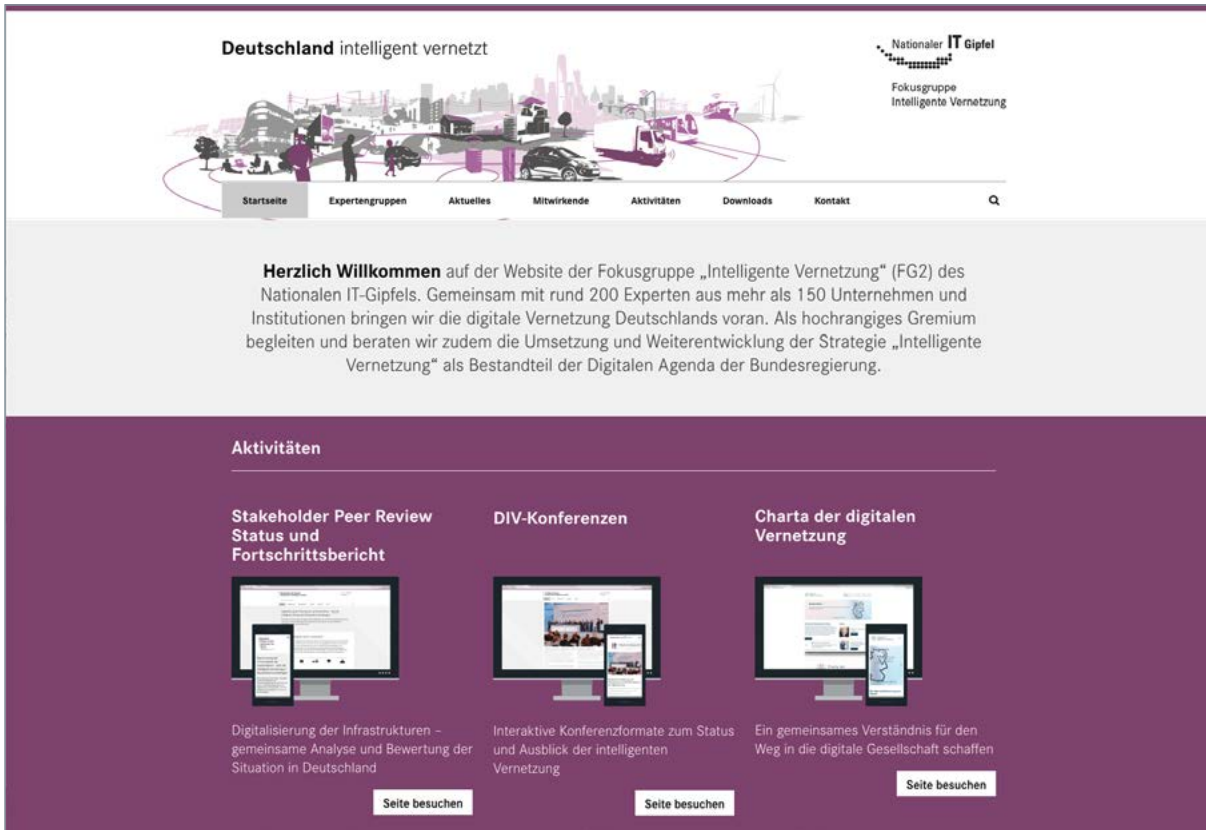 Deutschland intelligent vernetzt
Nationaler IT Gipfel
Fokusgruppe
Intelligente Vernetzung
Startseite Expertengruppen Aktuelles Mitwirkende Aktivitäten Downloads Kontakt
Herzlich Willkommen auf der Website der Fokusgruppe „Intelligente Vernetzung“ (FG2) des
Nationalen IT-Gipfels. Gemeinsam mit rund 200 Experten aus mehr als 150 Unternehmen und
Institutionen bringen wir die digitale Vernetzung Deutschlands voran. Als hochrangiges Gremium
begleiten und beraten wir zudem die Umsetzung und Weiterentwicklung der Strategie „Intelligente
Vernetzung“ als Bestandteil der Digitalen Agenda der Bundesregierung.
Aktivitäten
Stakeholder Peer Review
Status und
Fortschrittsbericht
Digitalisierung der Infrastrukturen –
gemeinsame Analyse und Bewertung der
Situation in Deutschland
Seite besuchen
DIV-Konferenzen
Interaktive Konferenzformate zum Status
und Ausblick der intelligenten
Vernetzung
Seite besuchen
Charta der digitalen
Vernetzung
Ein gemeinsames Verständnis für den
Weg in die digitale Gesellschaft schaffen
Seite besuchen